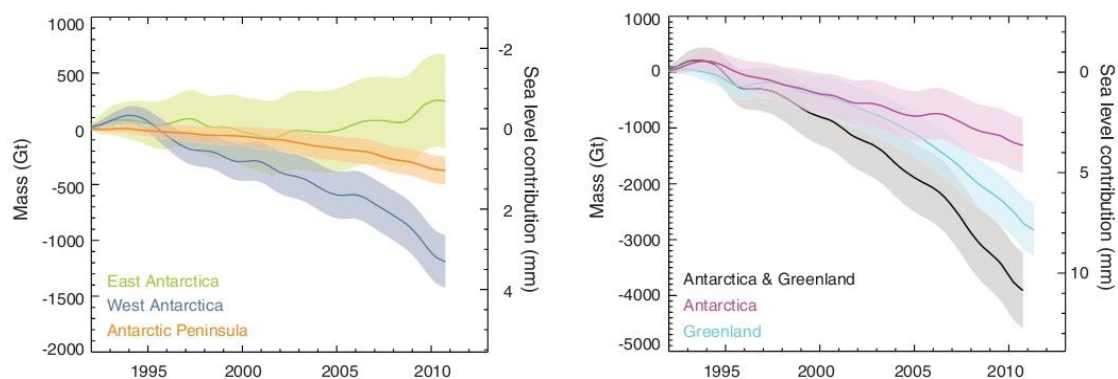 Mass (Gt)
1000
500
0
-500
-1000
-1500
-2000
1995
2000
2005
2010
-2
0
2
4
Sea level contribution (mm)
East Antarctica
West Antarctica
Antarctic Peninsula
Mass (Gt)
1000
0
-1000
-2000
-3000
-4000
-5000
1995
2000
2005
2010
0
5
10
Sea level contribution (mm)
Antarctica & Greenland
Antarctica
Greenland